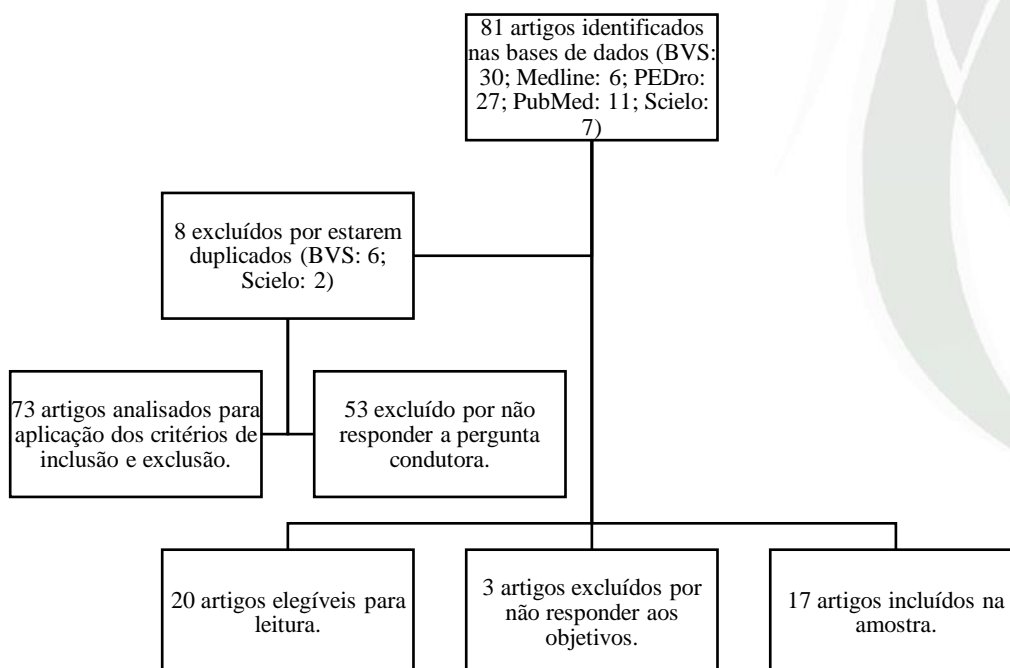 81 artigos identificados
nas bases de dados (BVS:
30; Medline: 6; PEDro:
27; PubMed: 11; Scielo:
7)
8 excluídos por estarem
duplicados (BVS: 6;
Scielo: 2)
73 artigos analisados para
aplicação dos critérios de
inclusão e exclusão.
53 excluído por não
responder a pergunta
condutora.
20 artigos elegíveis para
leitura.
3 artigos excluídos por
não responder aos
objetivos.
17 artigos incluídos na
amostra.